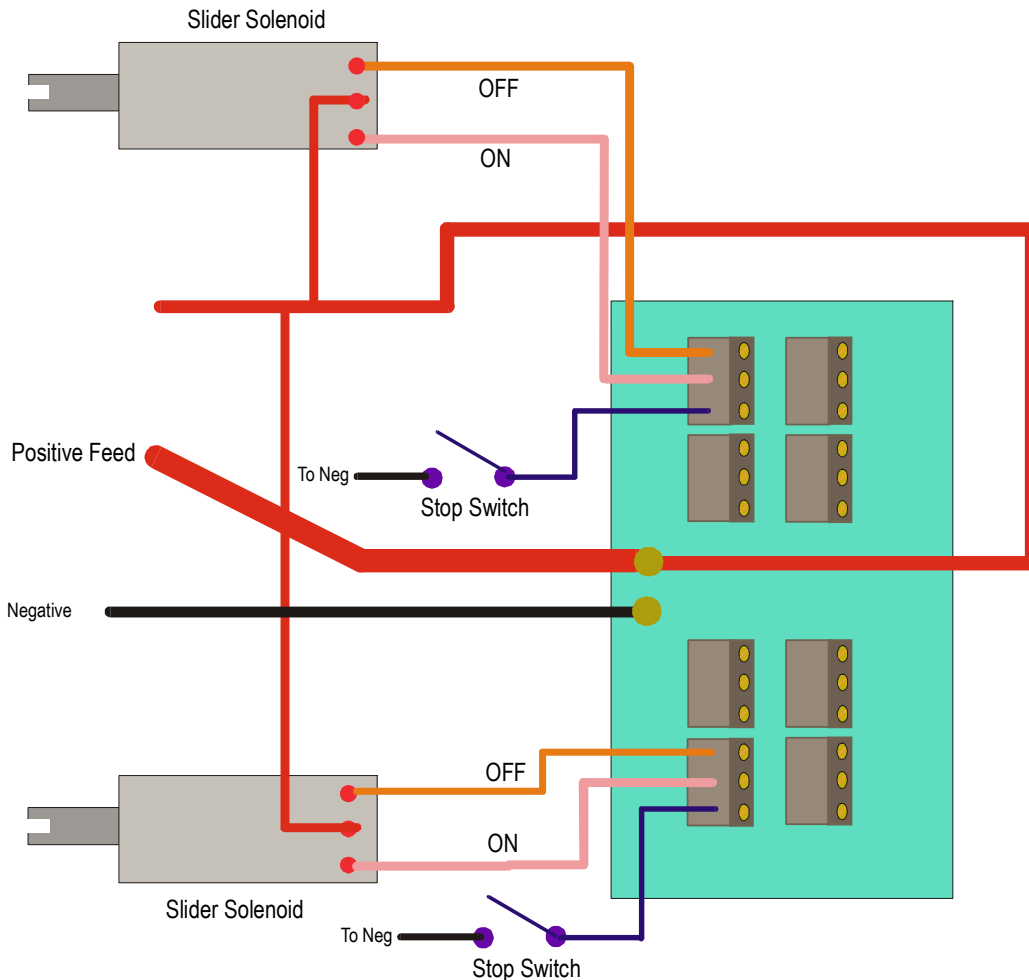 Slider Solenoid
OFF
ON
Positive Feed
To Neg
Stop Switch
Negative
OFF
ON
Slider Solenoid
To Neg
Stop Switch